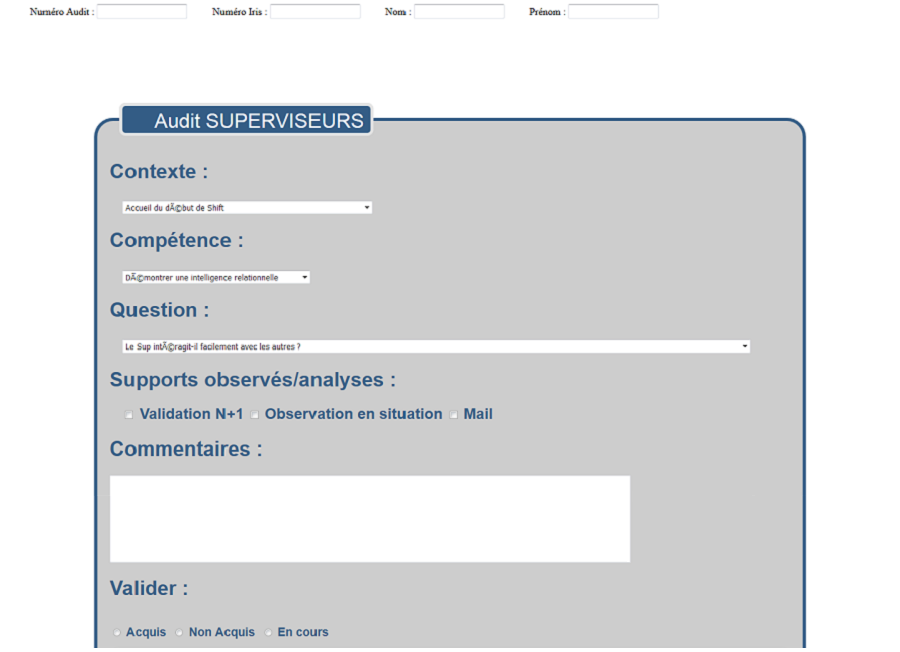 Numéro Audit : Numéro Iris : Nom : Prénom :
Audit SUPERVISEURS
Contexte :
Accueil du dÃ©but de Shift
Compétence :
DÃ©montrer une intelligence relationnelle
Question :
Le Sup intÃ©ragit-il facilement avec les autres ?
Supports observés/analyses :
Validation N+1 Observation en situation Mail
Commentaires :
Valider :
Acquis Non Acquis En cours